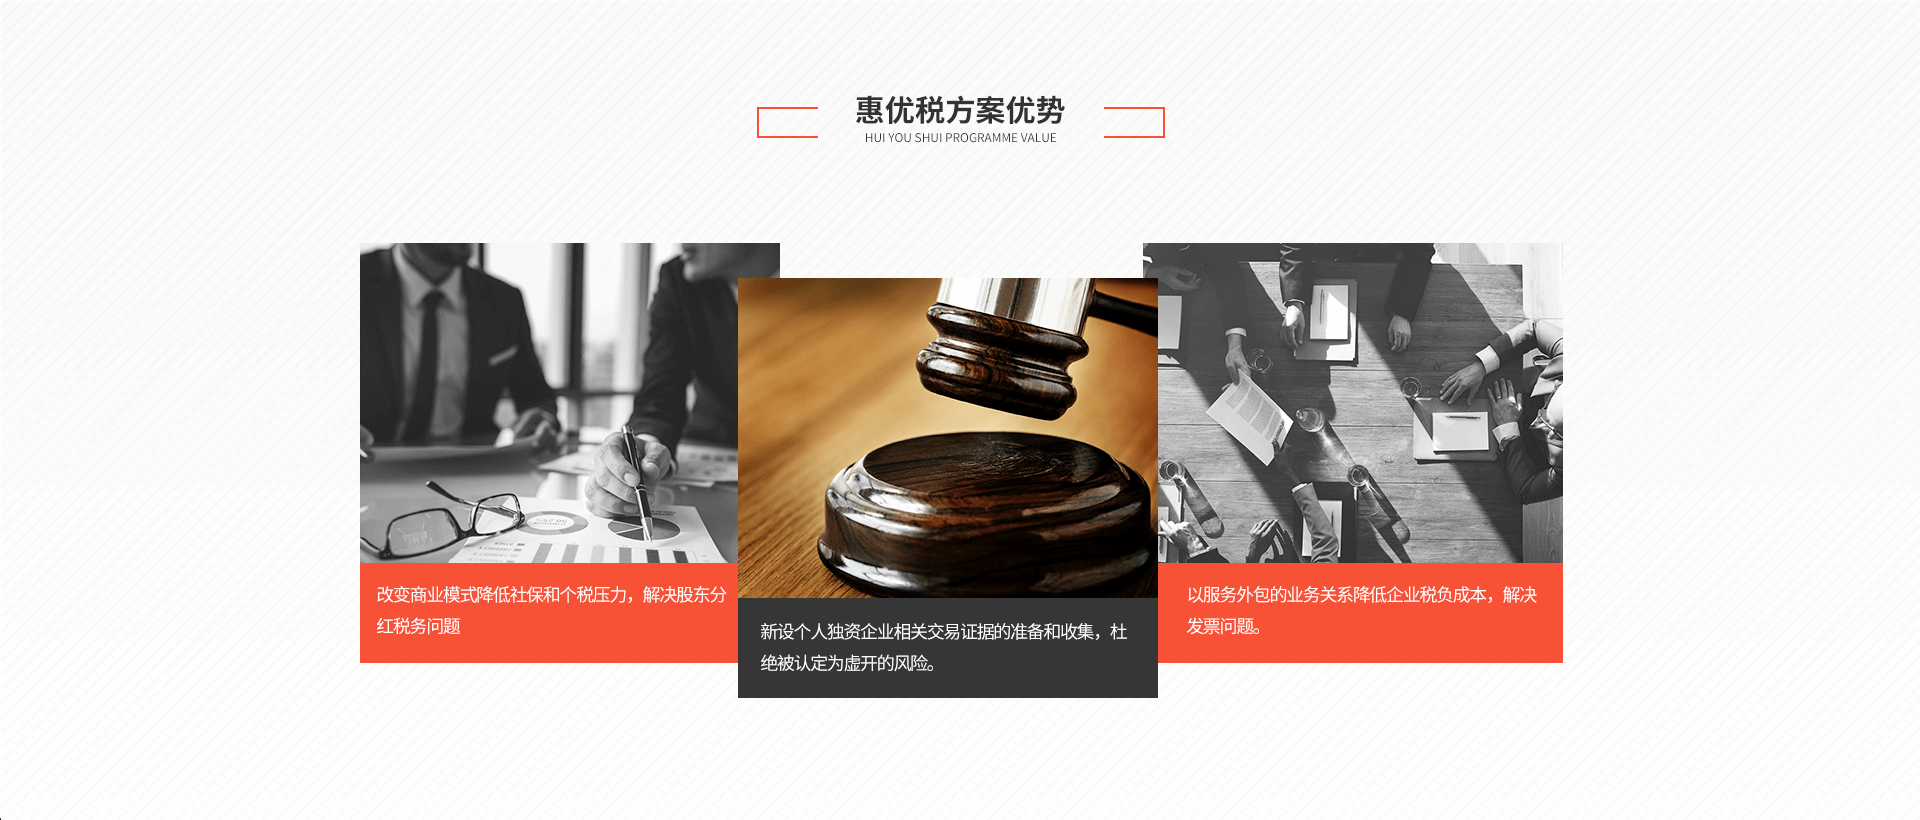 惠优税方案优势
HUI YOU SHUI PROGRAMME VALUE
改变商业模式降低社保和个税压力，解决股东分
红税务问题
新设个人独资企业相关交易证据的准备和收集，杜
绝被认定为虚开的风险。
以服务外包的业务关系降低企业税负成本，解决
发票问题。